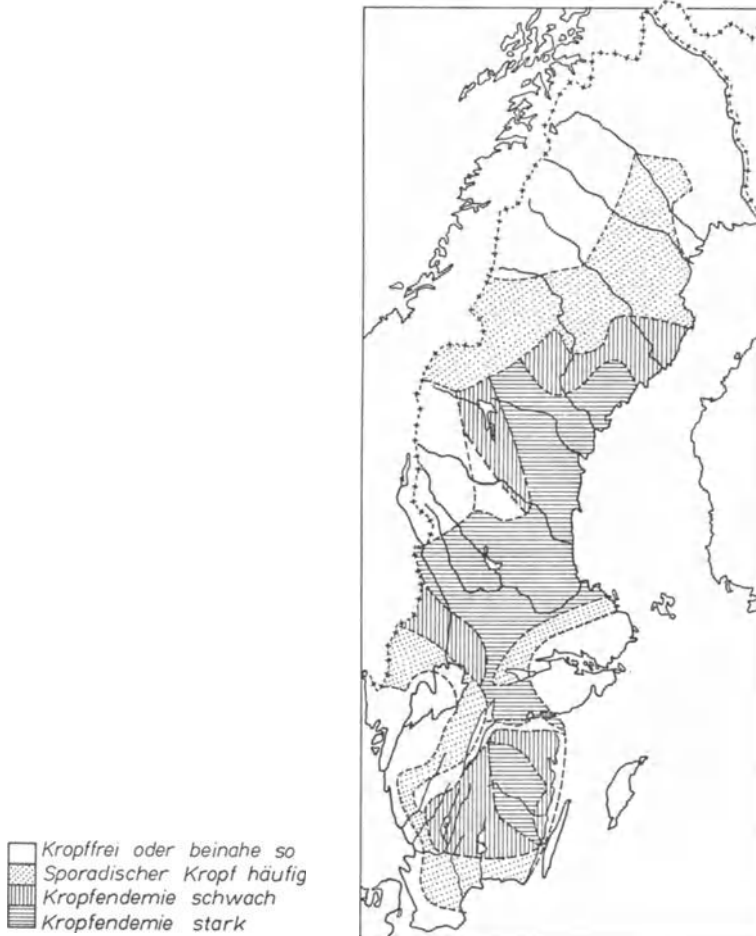 Kropffrei oder beinahe so
Sporadischer Kropf häufig
Kropfendemie schwach
Kropfendemie stark